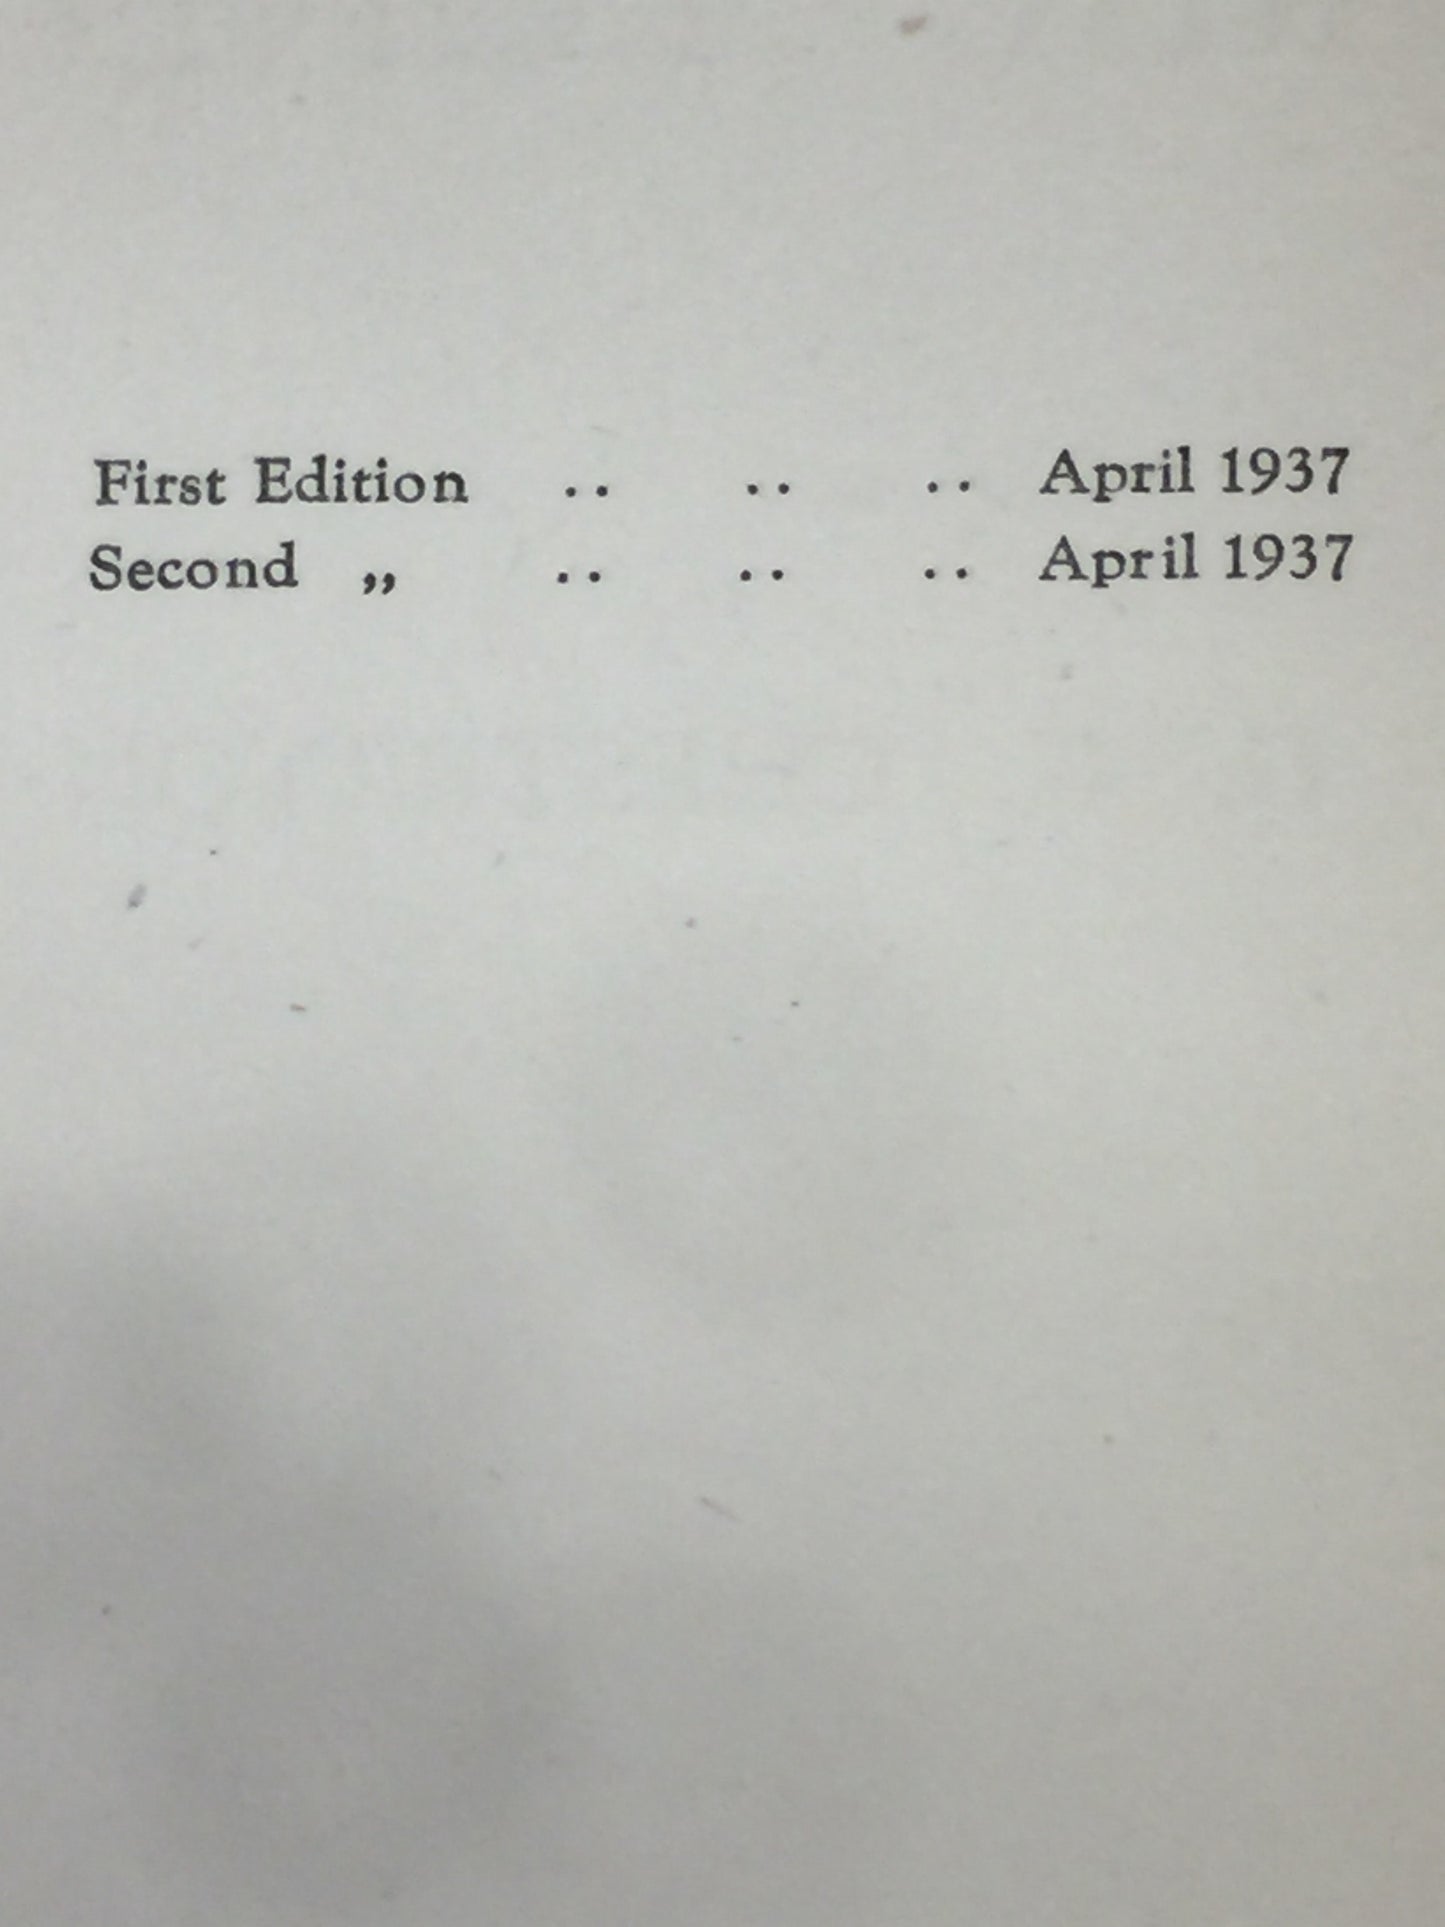 First Edition .. .. .. April 1937
Second ,, .. .. .. April 1937